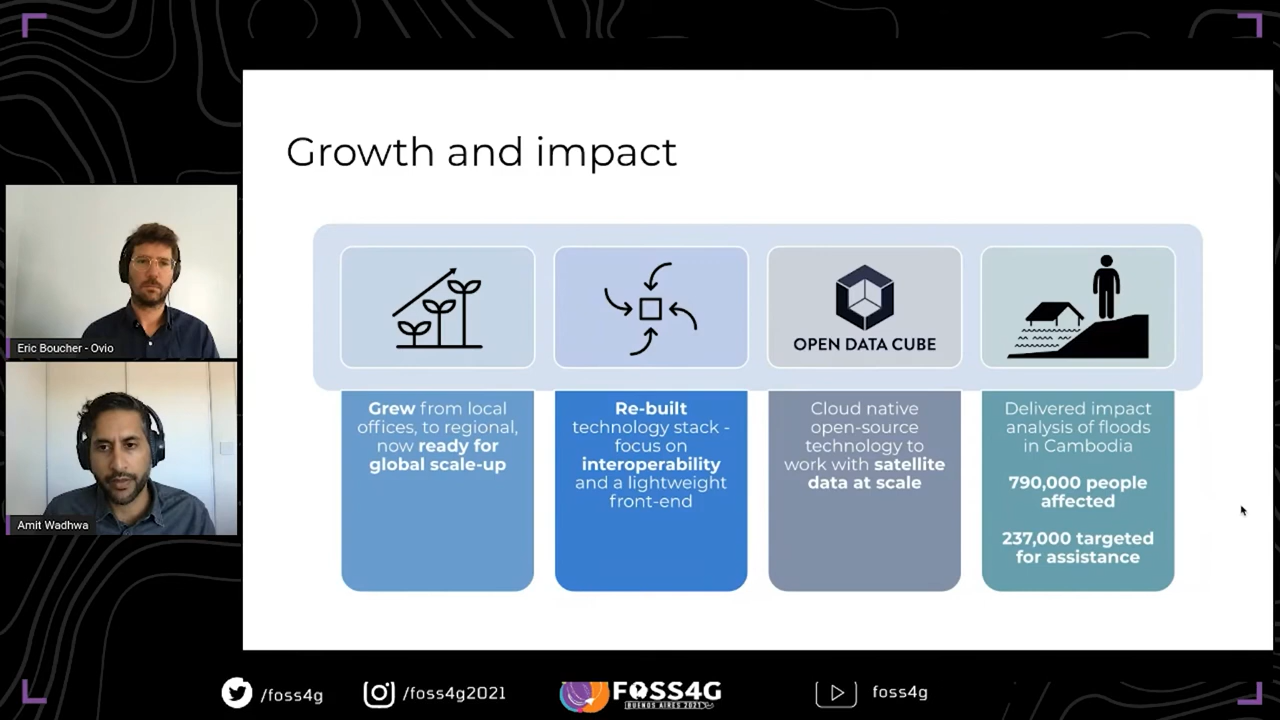 Growth and impact
Eric Boucher - Ovio
Amit Wadhwa
OPEN DATA CUBE
Grew from local
offices, to regional,
now ready for
global scale-up
Re-built
technology stack -
focus on
interoperability
and a lightweight
front-end
Cloud native
open-source
technology to
work with satellite
data at scale
Delivered impact
analysis of floods
in Cambodia
790,000 people
affected
237,000 targeted
for assistance
/foss4g
/foss4g2021
FOSS4G
BUENOS AIRES 2021
foss4g